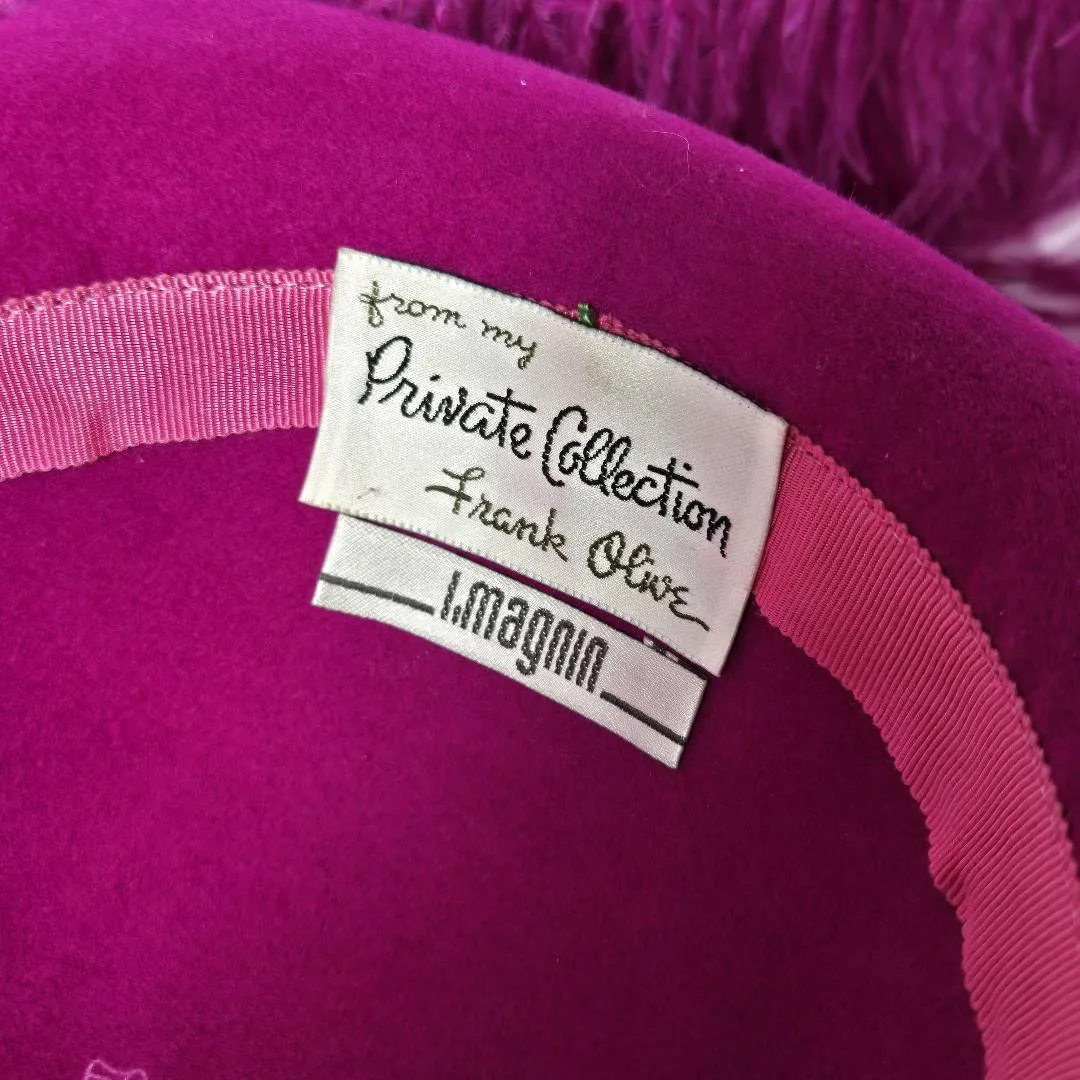 from my
Private Collection
Frank Olive
I. magnin